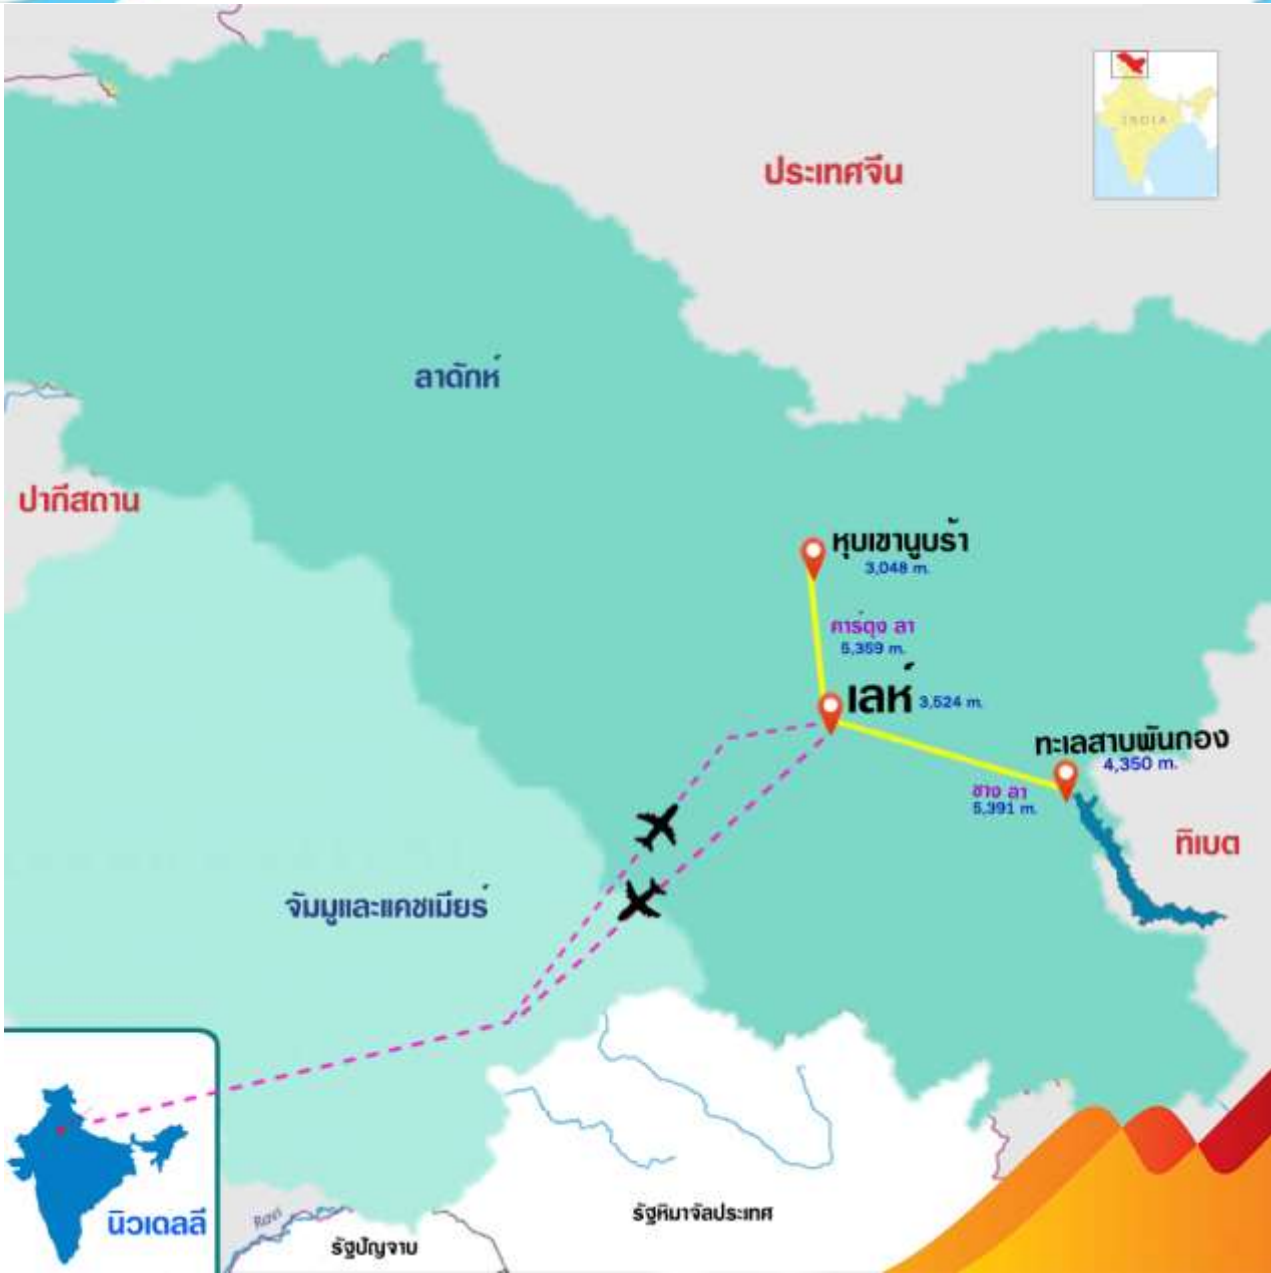 ประเทศจีน
INDIA
ลาดักห์
ปากีสถาน
หุบเขานูบร้า
3,048 m.
คาร์ดุง ลา
5,359 m.
เลห์ 3,524 m.
ทะเลสาบพันกอง
4,350 m.
ชาง ลา
5,391 m.
ทิเบต
จัมมูและแคชเมียร์
นิวเดลลี
Ravi
รัฐหิมาจัลประเทศ
รัฐปัญจาบ